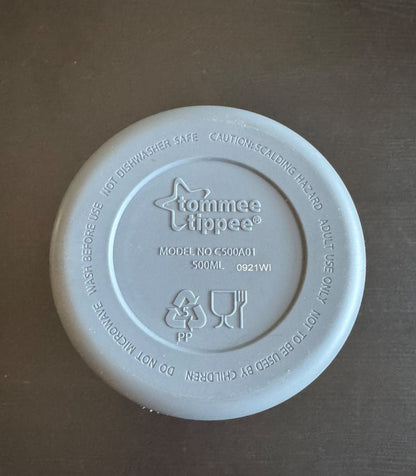 tommee
tippee®
MODEL NO C500A01
500ML 0921WI
5
PP
WASH BEFORE USE NOT DISHWASHER SAFE CAUTION:SCALDING HAZARD ADULT USE ONLY NOT TO BE USED BY CHILDREN DO NOT MICROWAVE